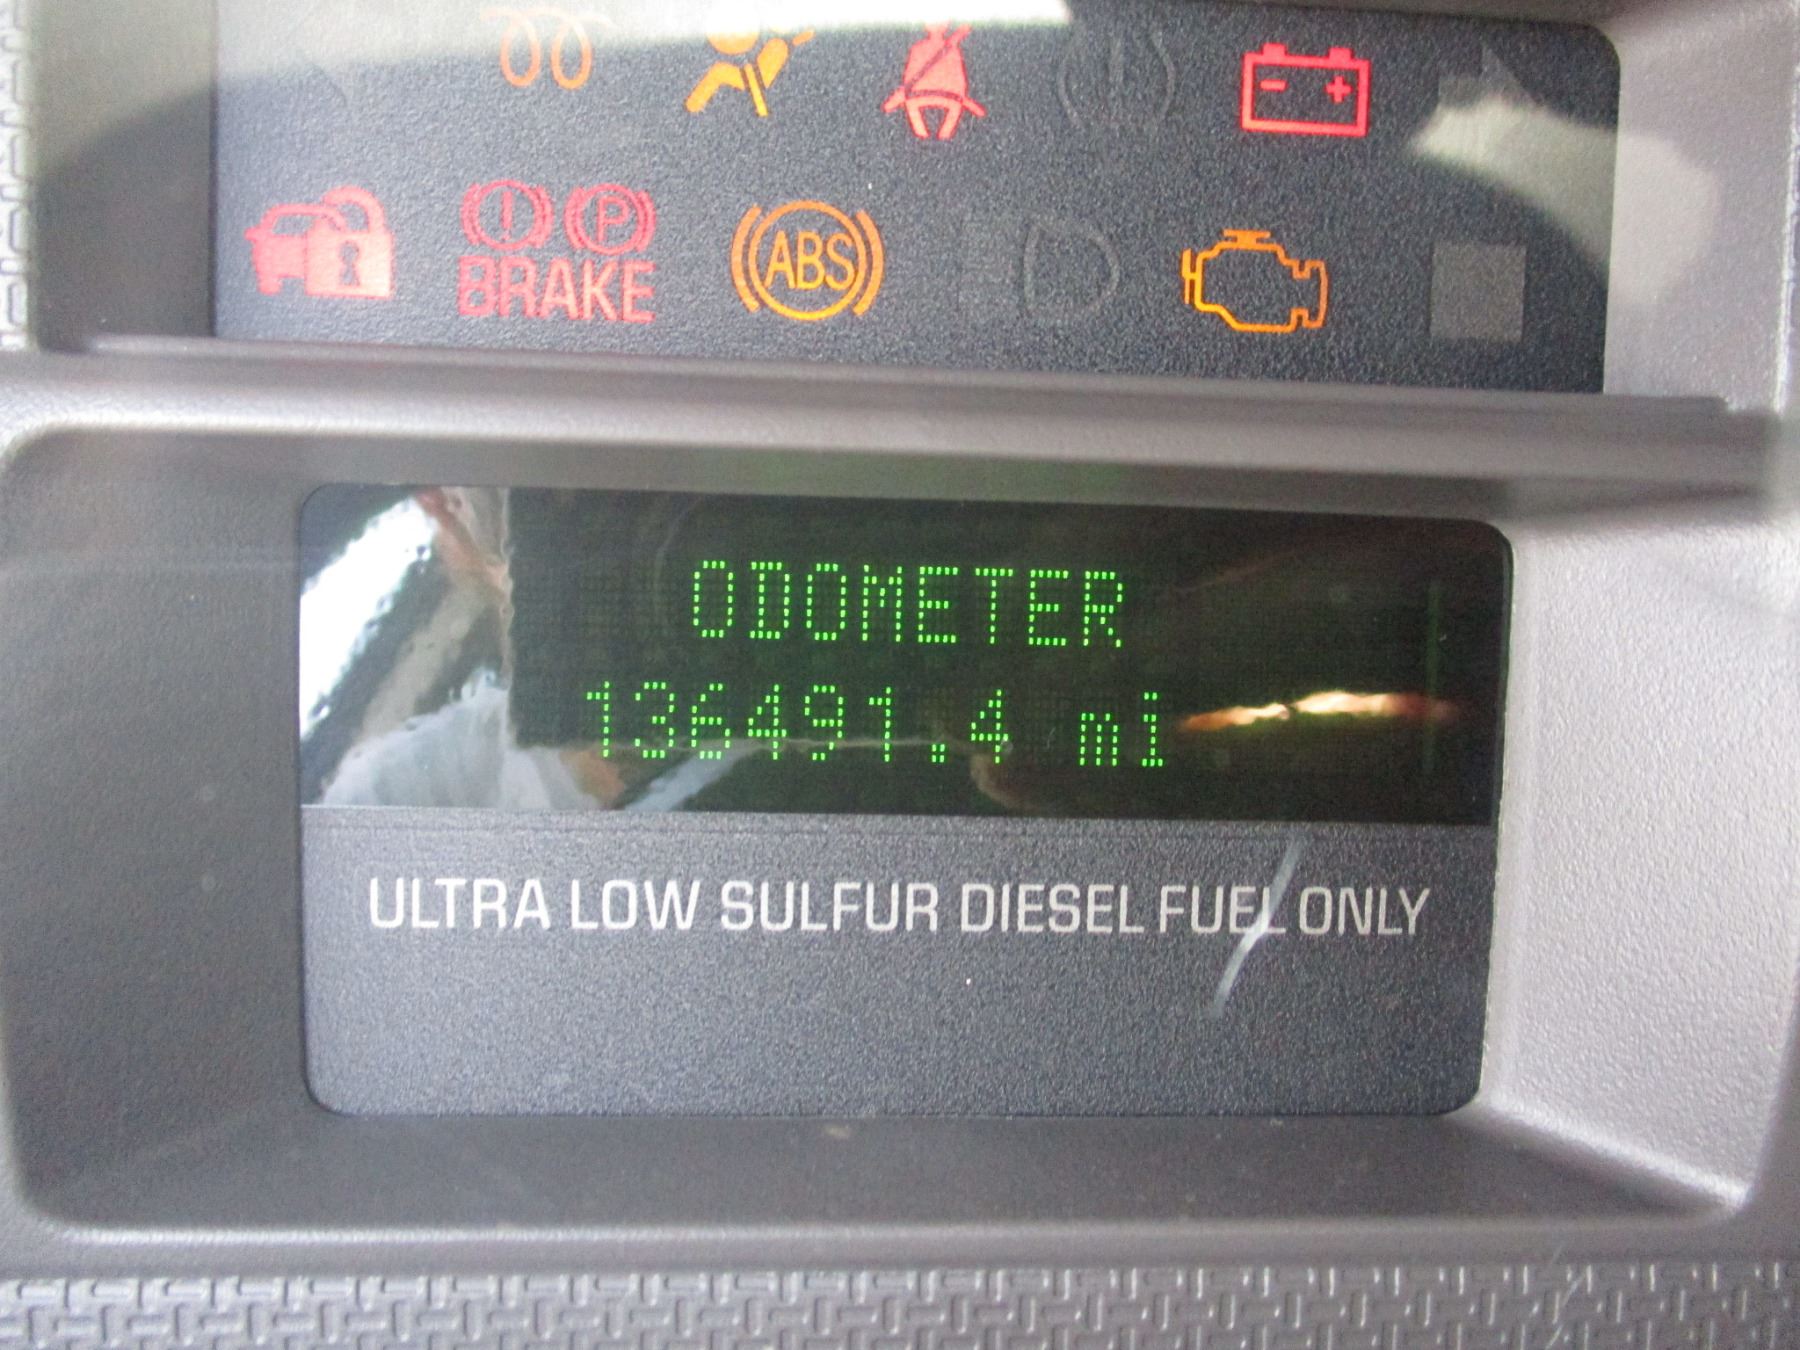 - +
! P
BRAKE
ABS
ODOMETER
136491.4 mi
ULTRA LOW SULFUR DIESEL FUEL ONLY